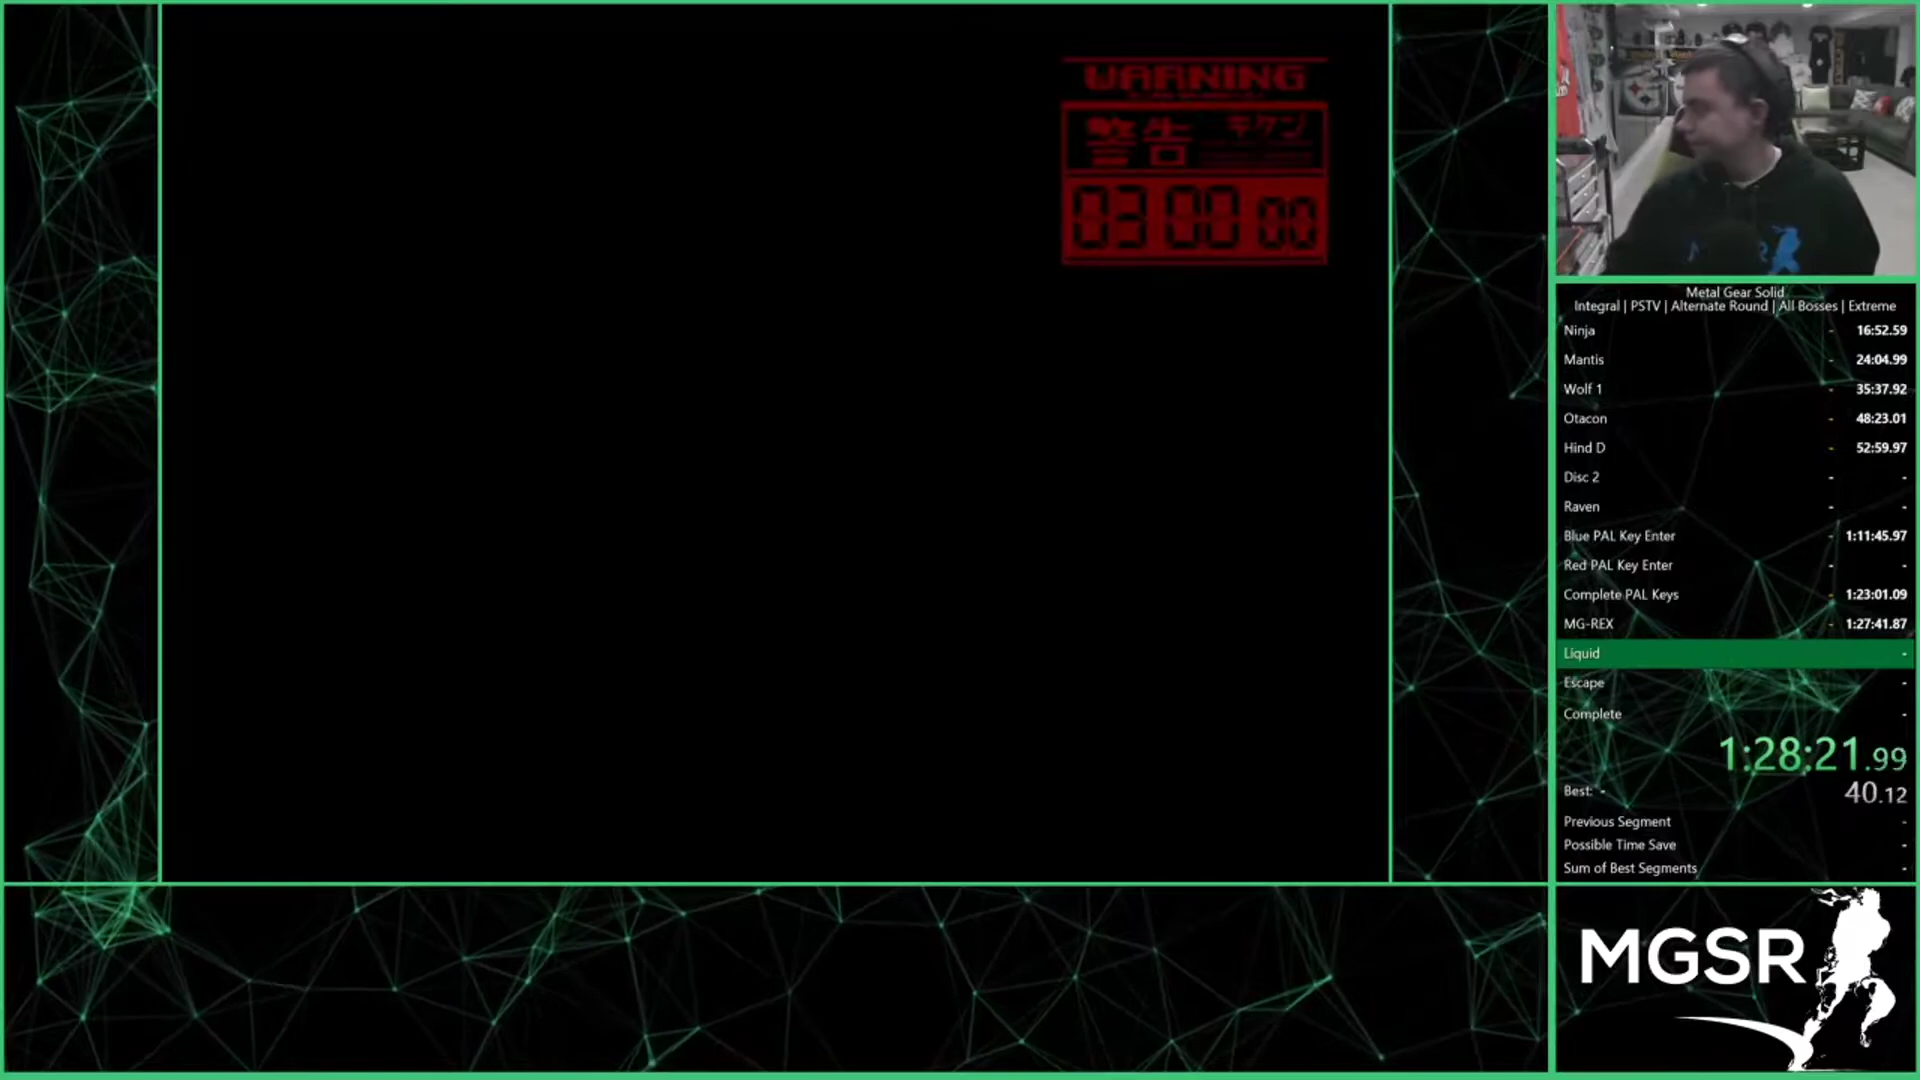 WARNING
警告 キケン
03 00 00
Metal Gear Solid
Integral | PSTV | Alternate Round | All Bosses | Extreme
Ninja - 16:52.59
Mantis - 24:04.99
Wolf 1 - 35:37.92
Otacon - 48:23.01
Hind D - 52:59.97
Disc 2 - -
Raven - -
Blue PAL Key Enter - 1:11:45.97
Red PAL Key Enter - -
Complete PAL Keys - 1:23:01.09
MG-REX - 1:27:41.87
Liquid -
Escape -
Complete -
1:28:21.99
Best: - 40.12
Previous Segment -
Possible Time Save -
Sum of Best Segments -
MGSR